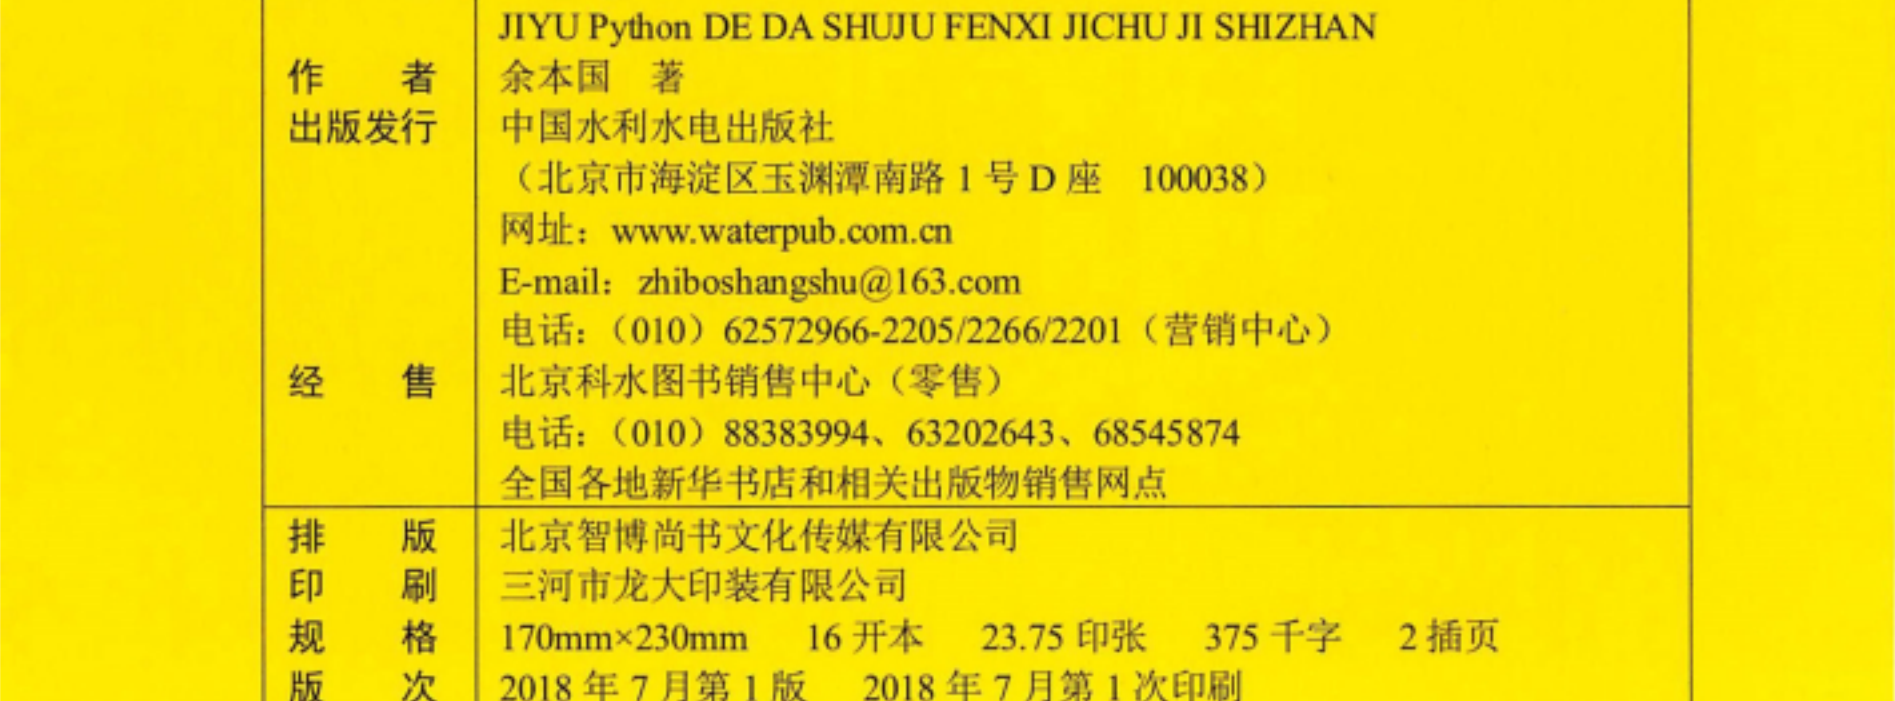 JIYU Python DE DA SHUJU FENXI JICHU JI SHIZHAN
作 者 余本国 著
出版发行 中国水利水电出版社
（北京市海淀区玉渊潭南路 1 号 D 座 100038）
网址：www.waterpub.com.cn
E-mail：zhiboshangshu@163.com
电话：（010）62572966-2205/2266/2201（营销中心）
经 售 北京科水图书销售中心（零售）
电话：（010）88383994、63202643、68545874
全国各地新华书店和相关出版物销售网点
排 版 北京智博尚书文化传媒有限公司
印 刷 三河市龙大印装有限公司
规 格 170mm×230mm 16 开本 23.75 印张 375 千字 2 插页
版 次 2018 年 7 月第 1 版 2018 年 7 月第 1 次印刷